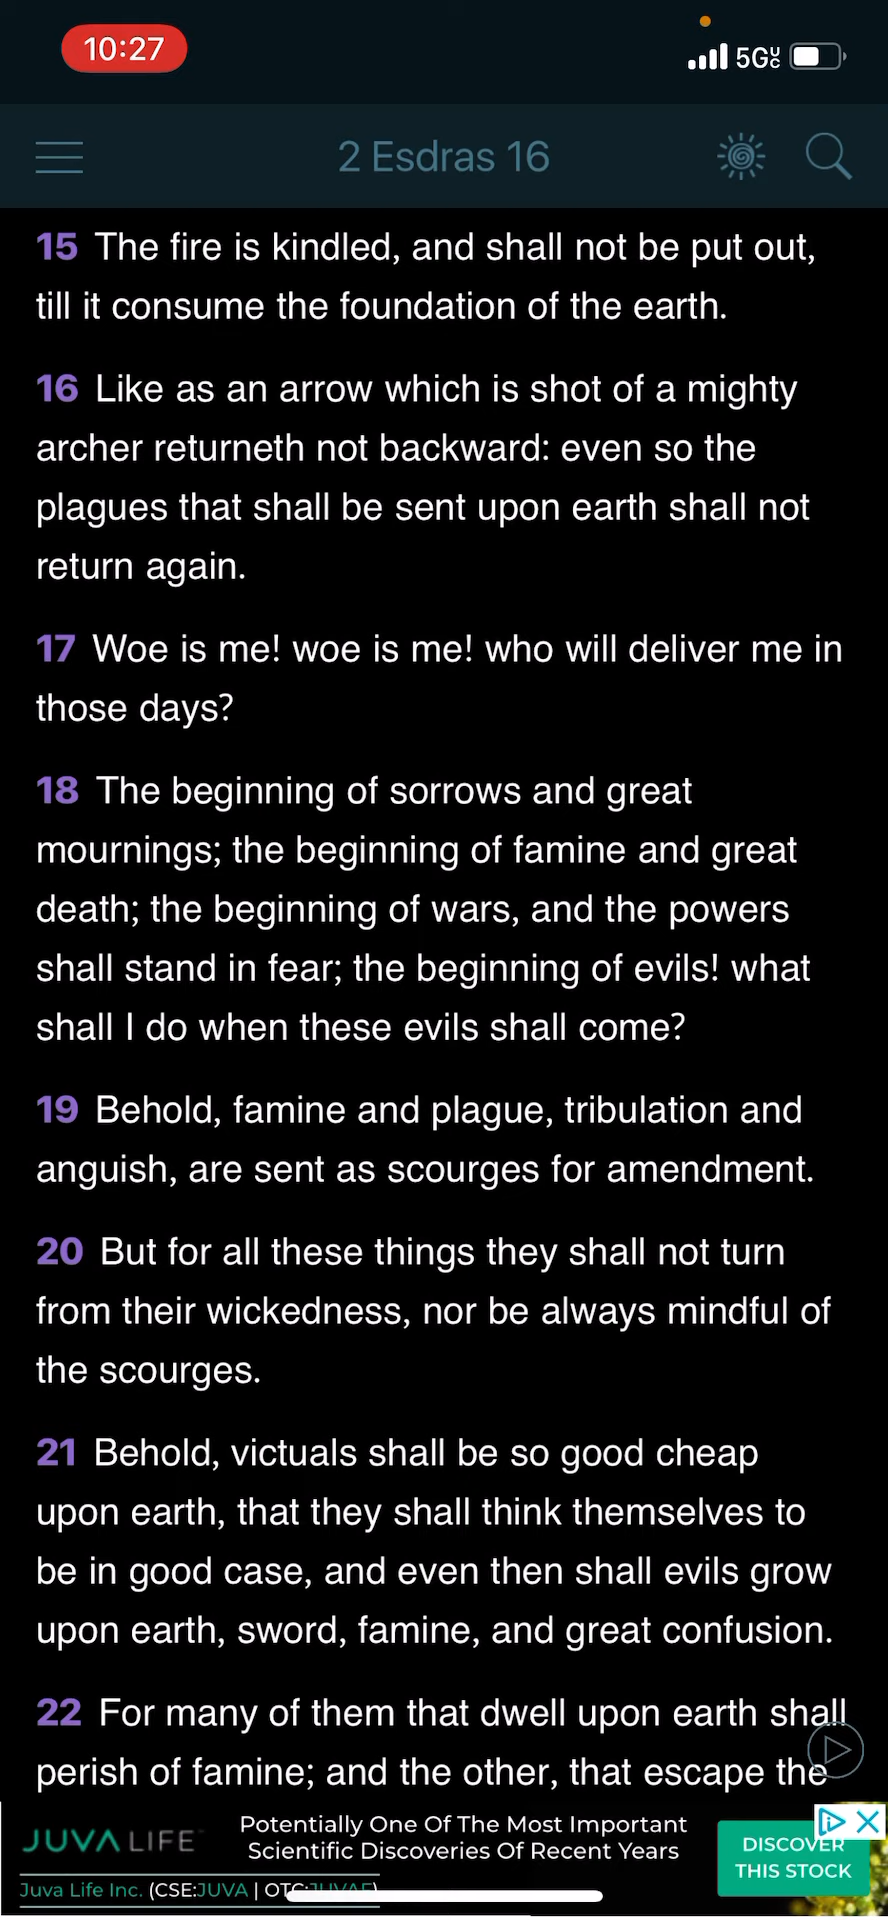 10:27
5G
2 Esdras 16
15 The fire is kindled, and shall not be put out,
till it consume the foundation of the earth.
16 Like as an arrow which is shot of a mighty
archer returneth not backward: even so the
plagues that shall be sent upon earth shall not
return again.
17 Woe is me! woe is me! who will deliver me in
those days?
18 The beginning of sorrows and great
mournings; the beginning of famine and great
death; the beginning of wars, and the powers
shall stand in fear; the beginning of evils! what
shall I do when these evils shall come?
19 Behold, famine and plague, tribulation and
anguish, are sent as scourges for amendment.
20 But for all these things they shall not turn
from their wickedness, nor be always mindful of
the scourges.
21 Behold, victuals shall be so good cheap
upon earth, that they shall think themselves to
be in good case, and even then shall evils grow
upon earth, sword, famine, and great confusion.
22 For many of them that dwell upon earth shall
perish of famine; and the other, that escape the
JUVA LIFE
Potentially One Of The Most Important
Scientific Discoveries Of Recent Years
DISCOVER
THIS STOCK
Juva Life Inc. (CSE:JUVA | OTC: